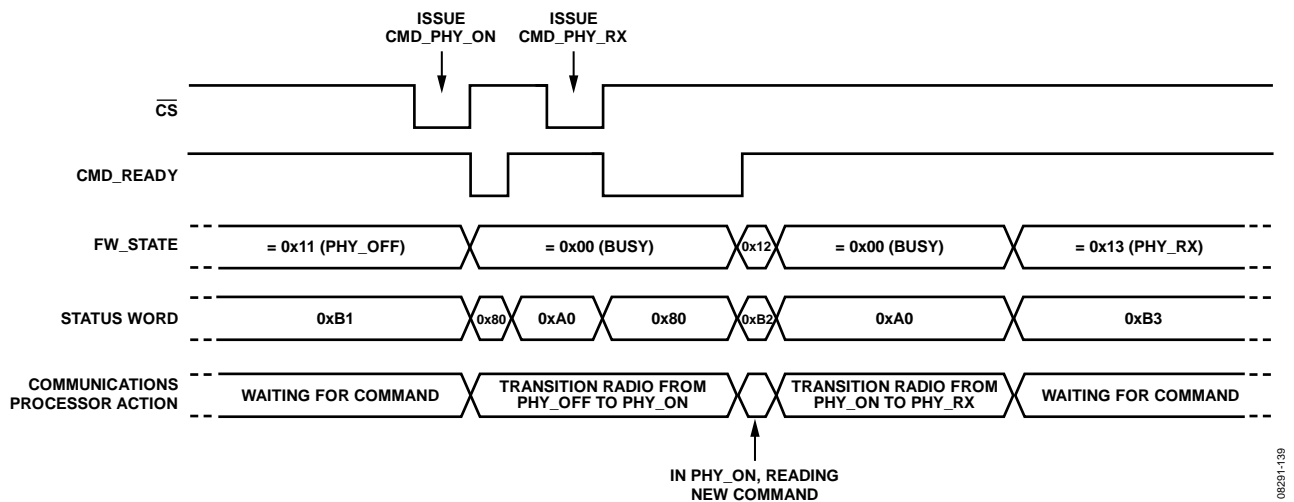 ISSUE
CMD_PHY_ON
ISSUE
CMD_PHY_RX
CS
CMD_READY
FW_STATE
= 0x11 (PHY_OFF)
= 0x00 (BUSY)
0x12
= 0x00 (BUSY)
= 0x13 (PHY_RX)
STATUS WORD
0xB1
0x80
0xA0
0x80
0xB2
0xA0
0xB3
COMMUNICATIONS
PROCESSOR ACTION
WAITING FOR COMMAND
TRANSITION RADIO FROM
PHY_OFF TO PHY_ON
TRANSITION RADIO FROM
PHY_ON TO PHY_RX
WAITING FOR COMMAND
IN PHY_ON, READING
NEW COMMAND
08291-139